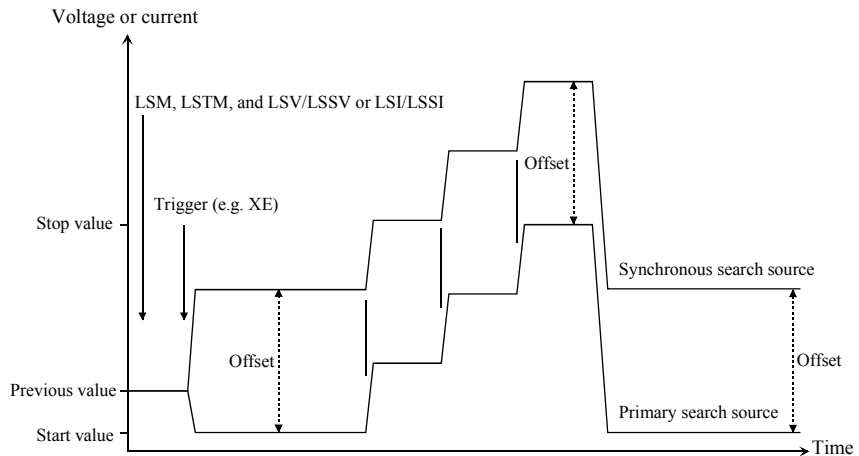 Voltage or current
LSM, LSTM, and LSV/LSSV or LSI/LSSI
Offset
Trigger (e.g. XE)
Stop value
Synchronous search source
Offset
Offset
Previous value
Primary search source
Start value
Time